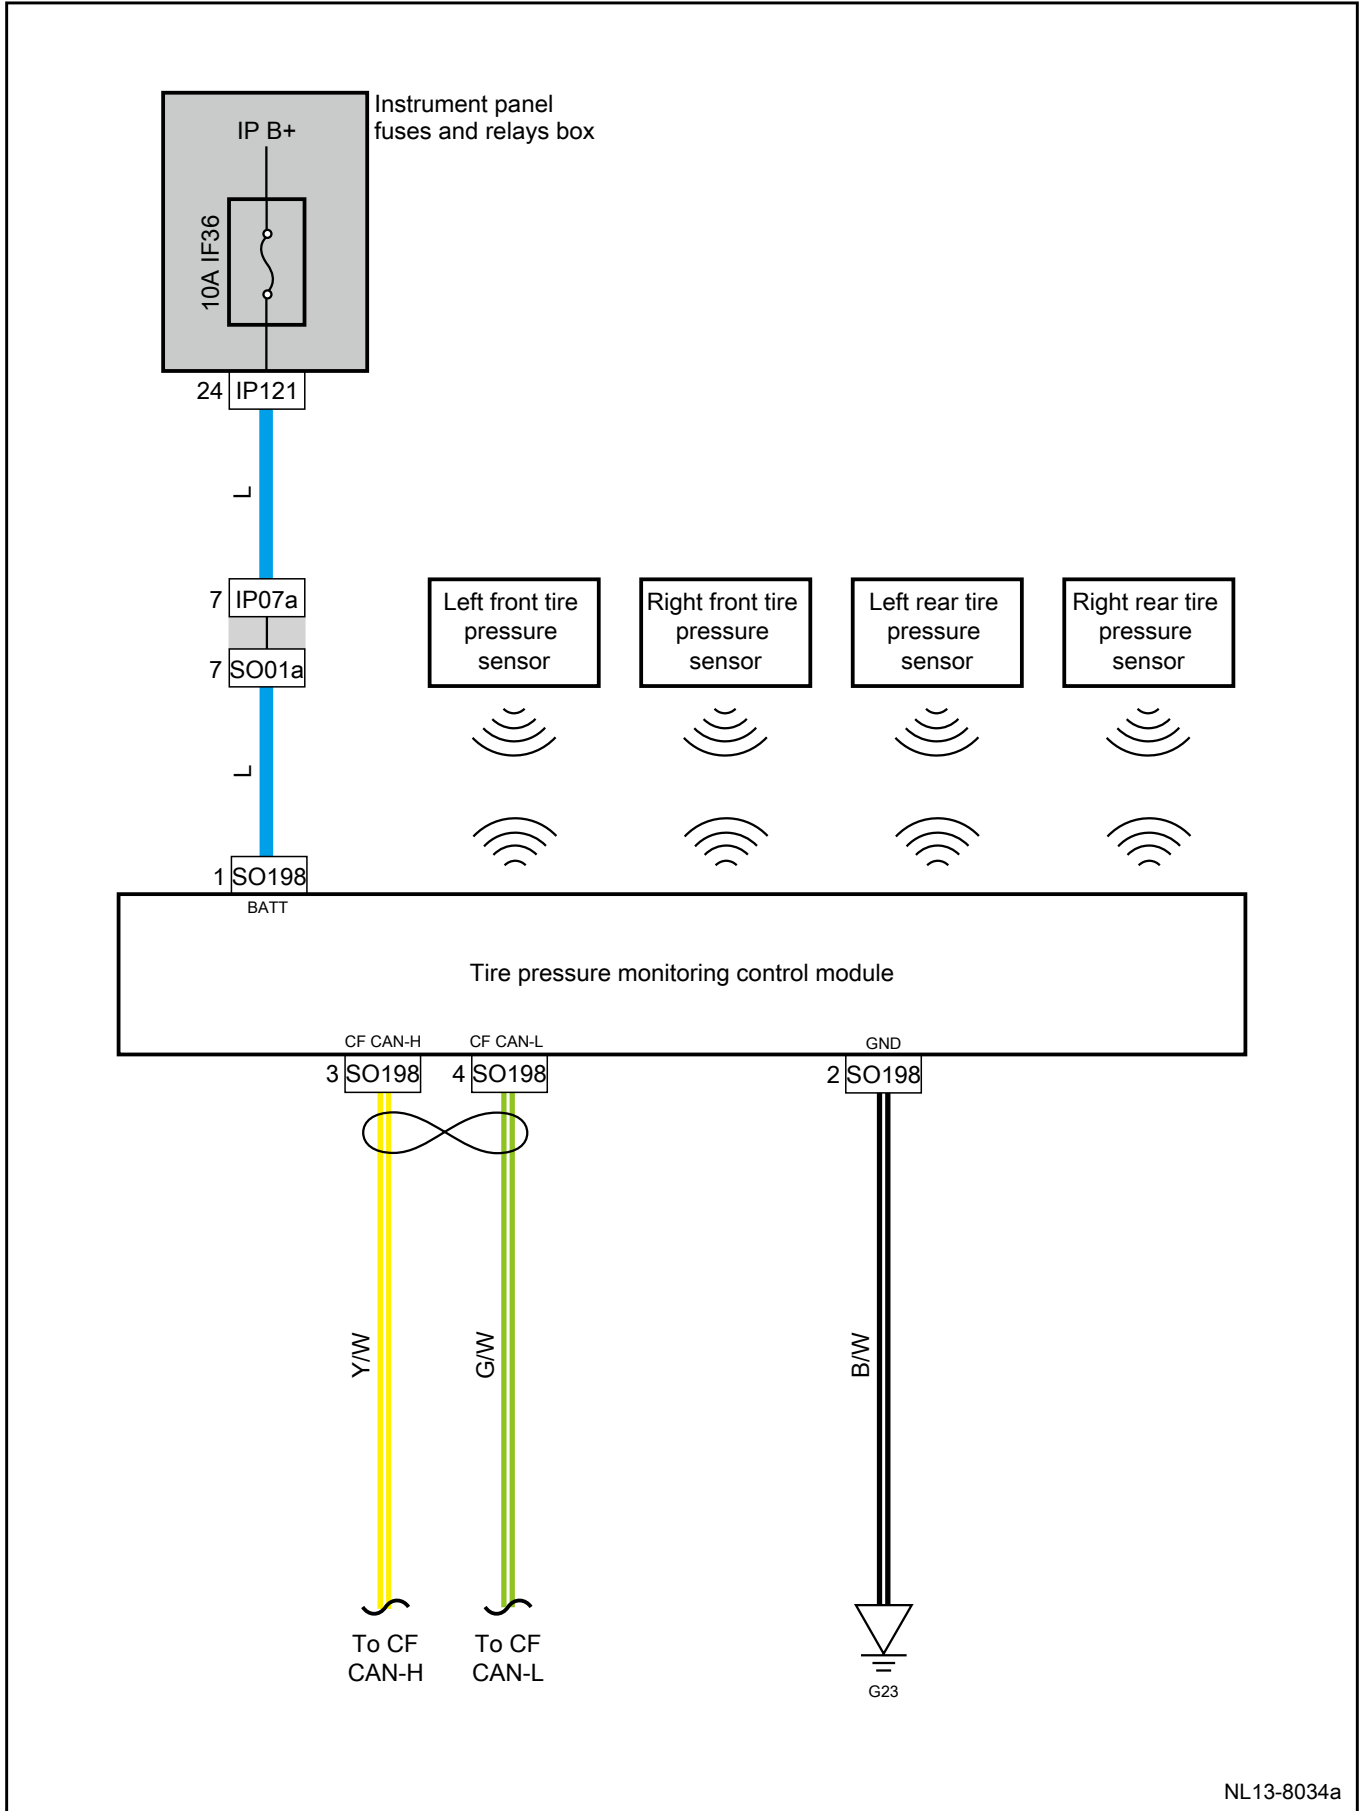 Instrument panel
fuses and relays box
IP B+
10A IF36
24 IP121
L
7 IP07a
7 SO01a
L
Left front tire
pressure
sensor
Right front tire
pressure
sensor
Left rear tire
pressure
sensor
Right rear tire
pressure
sensor
1 SO198
BATT
Tire pressure monitoring control module
CF CAN-H
CF CAN-L
GND
3 SO198
4 SO198
2 SO198
Y/W
G/W
B/W
To CF
CAN-H
To CF
CAN-L
G23
NL13-8034a